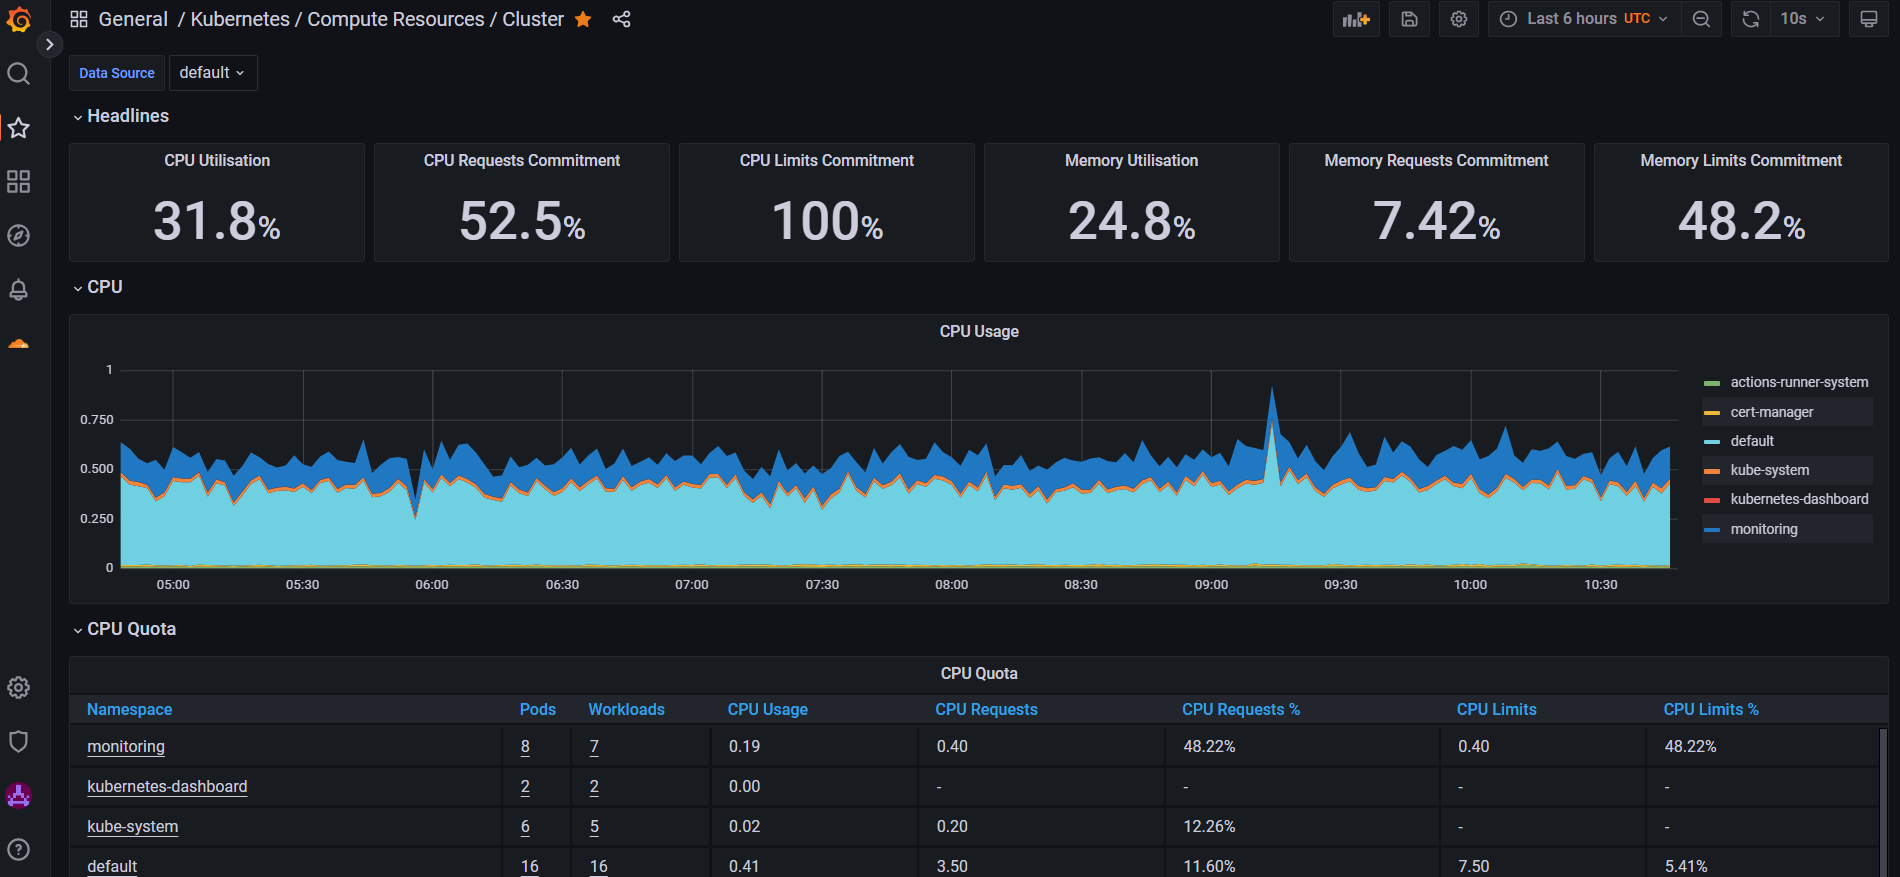 General / Kubernetes / Compute Resources / Cluster
Last 6 hours UTC 10s
Data Source default
Headlines
CPU Utilisation CPU Requests Commitment CPU Limits Commitment Memory Utilisation Memory Requests Commitment Memory Limits Commitment
31.8% 52.5% 100% 24.8% 7.42% 48.2%
CPU
CPU Usage
1
0.750
0.500
0.250
0
05:00 05:30 06:00 06:30 07:00 07:30 08:00 08:30 09:00 09:30 10:00 10:30
actions-runner-system
cert-manager
default
kube-system
kubernetes-dashboard
monitoring
CPU Quota
CPU Quota
Namespace Pods Workloads CPU Usage CPU Requests CPU Requests % CPU Limits CPU Limits %
monitoring 8 7 0.19 0.40 48.22% 0.40 48.22%
kubernetes-dashboard 2 2 0.00 - - - -
kube-system 6 5 0.02 0.20 12.26% - -
default 16 16 0.41 3.50 11.60% 7.50 5.41%